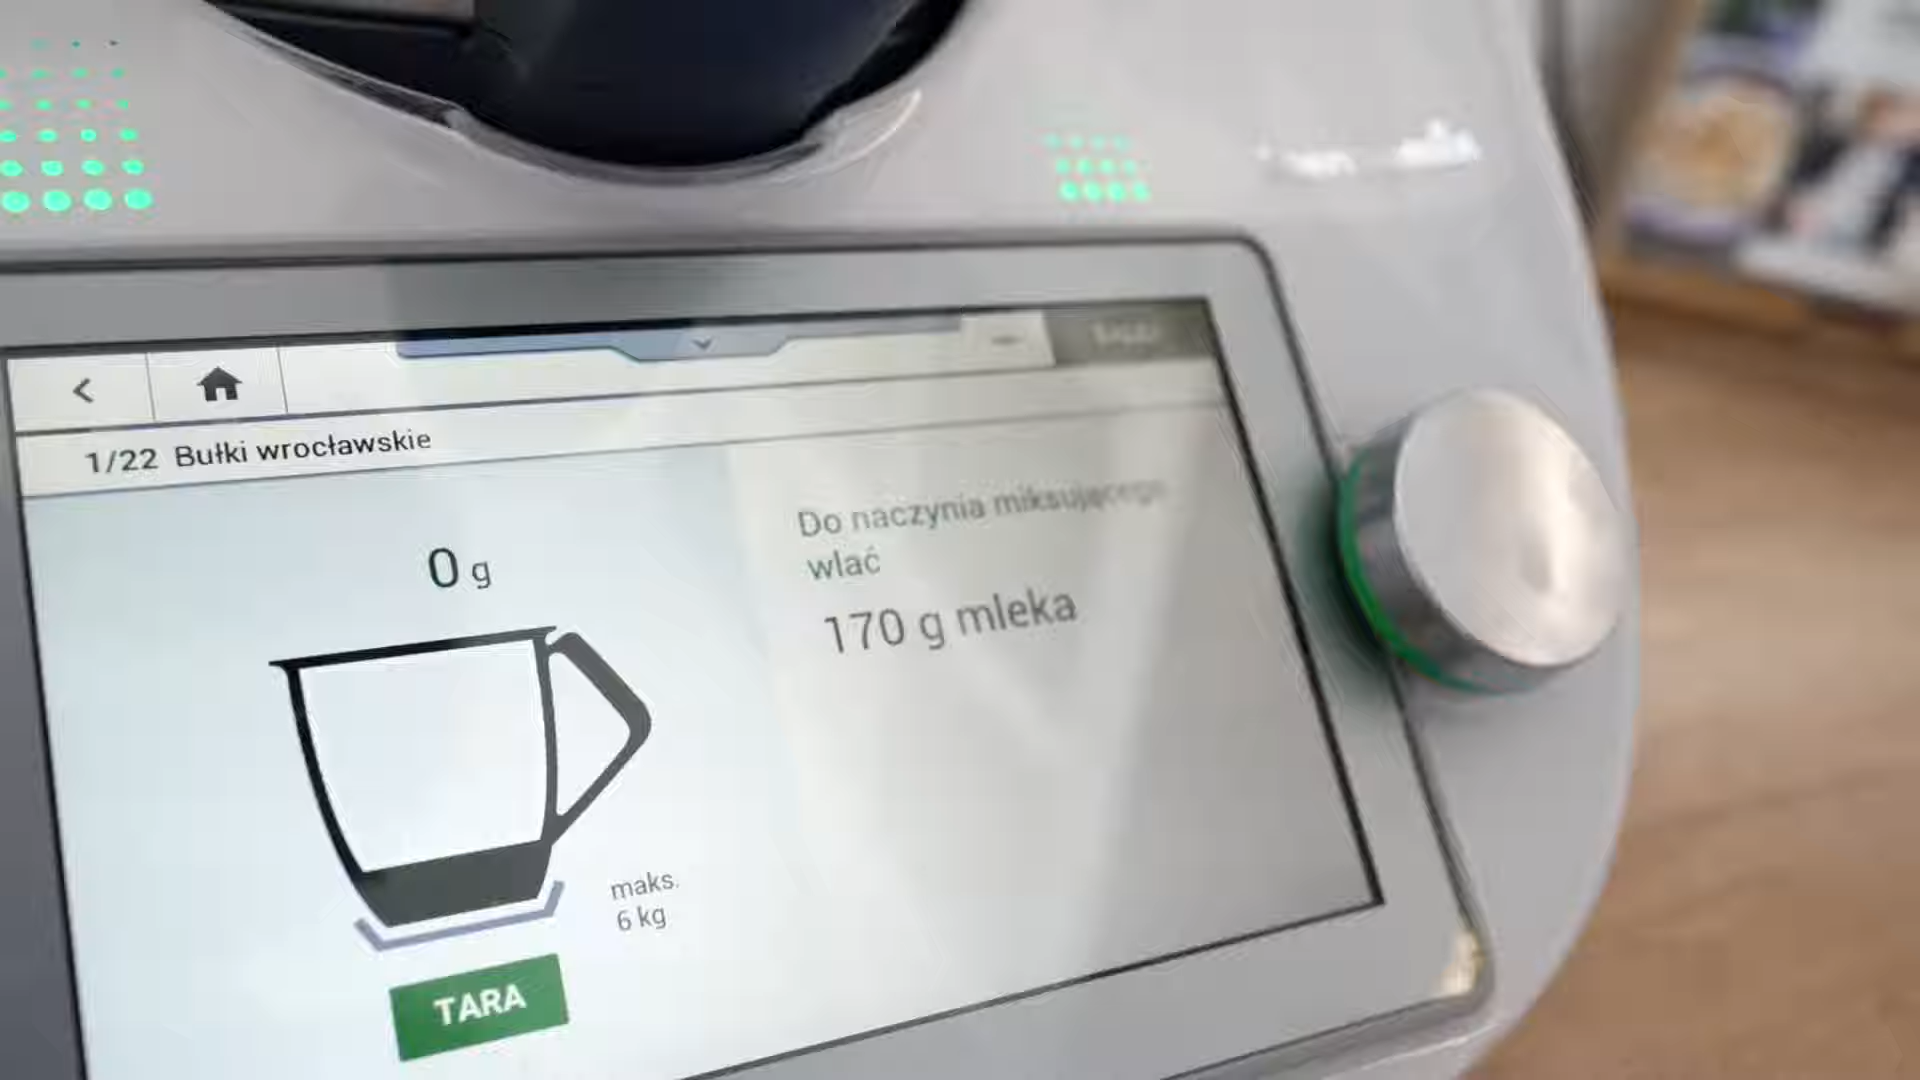 1/22 Bułki wrocławskie
0 g
Do naczynia miksującego
wlać
170 g mleka
maks.
6 kg
TARA